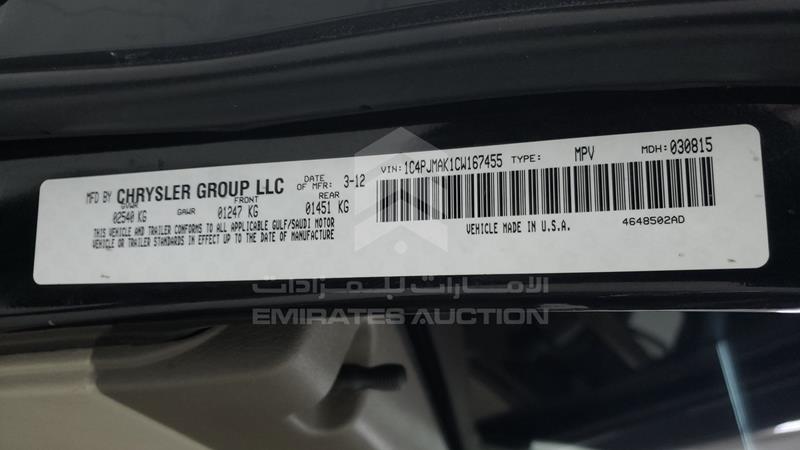 MFD BY CHRYSLER GROUP LLC DATE OF MFR: 3-12 VIN: 1C4PJMAK1CW167455 TYPE: MPV MDH: 030815
GVWR 02540 KG GAWR FRONT 01247 KG REAR 01451 KG
THIS VEHICLE AND TRAILER CONFORMS TO ALL APPLICABLE GULF/SAUDI MOTOR
VEHICLE OR TRAILER STANDARDS IN EFFECT UP TO THE DATE OF MANUFACTURE
VEHICLE MADE IN U.S.A. 4648502AD
الامارات للمزادات
EMIRATES AUCTION